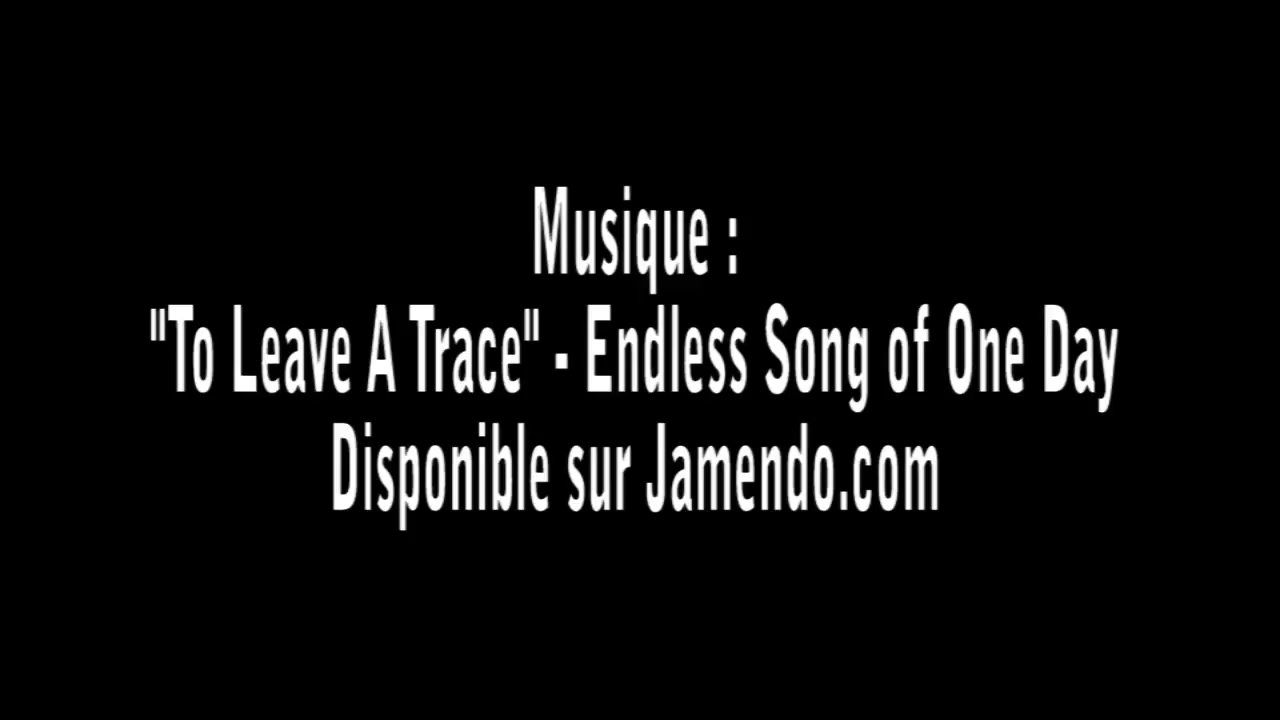 Musique :
"To Leave A Trace" - Endless Song of One Day
Disponible sur Jamendo.com